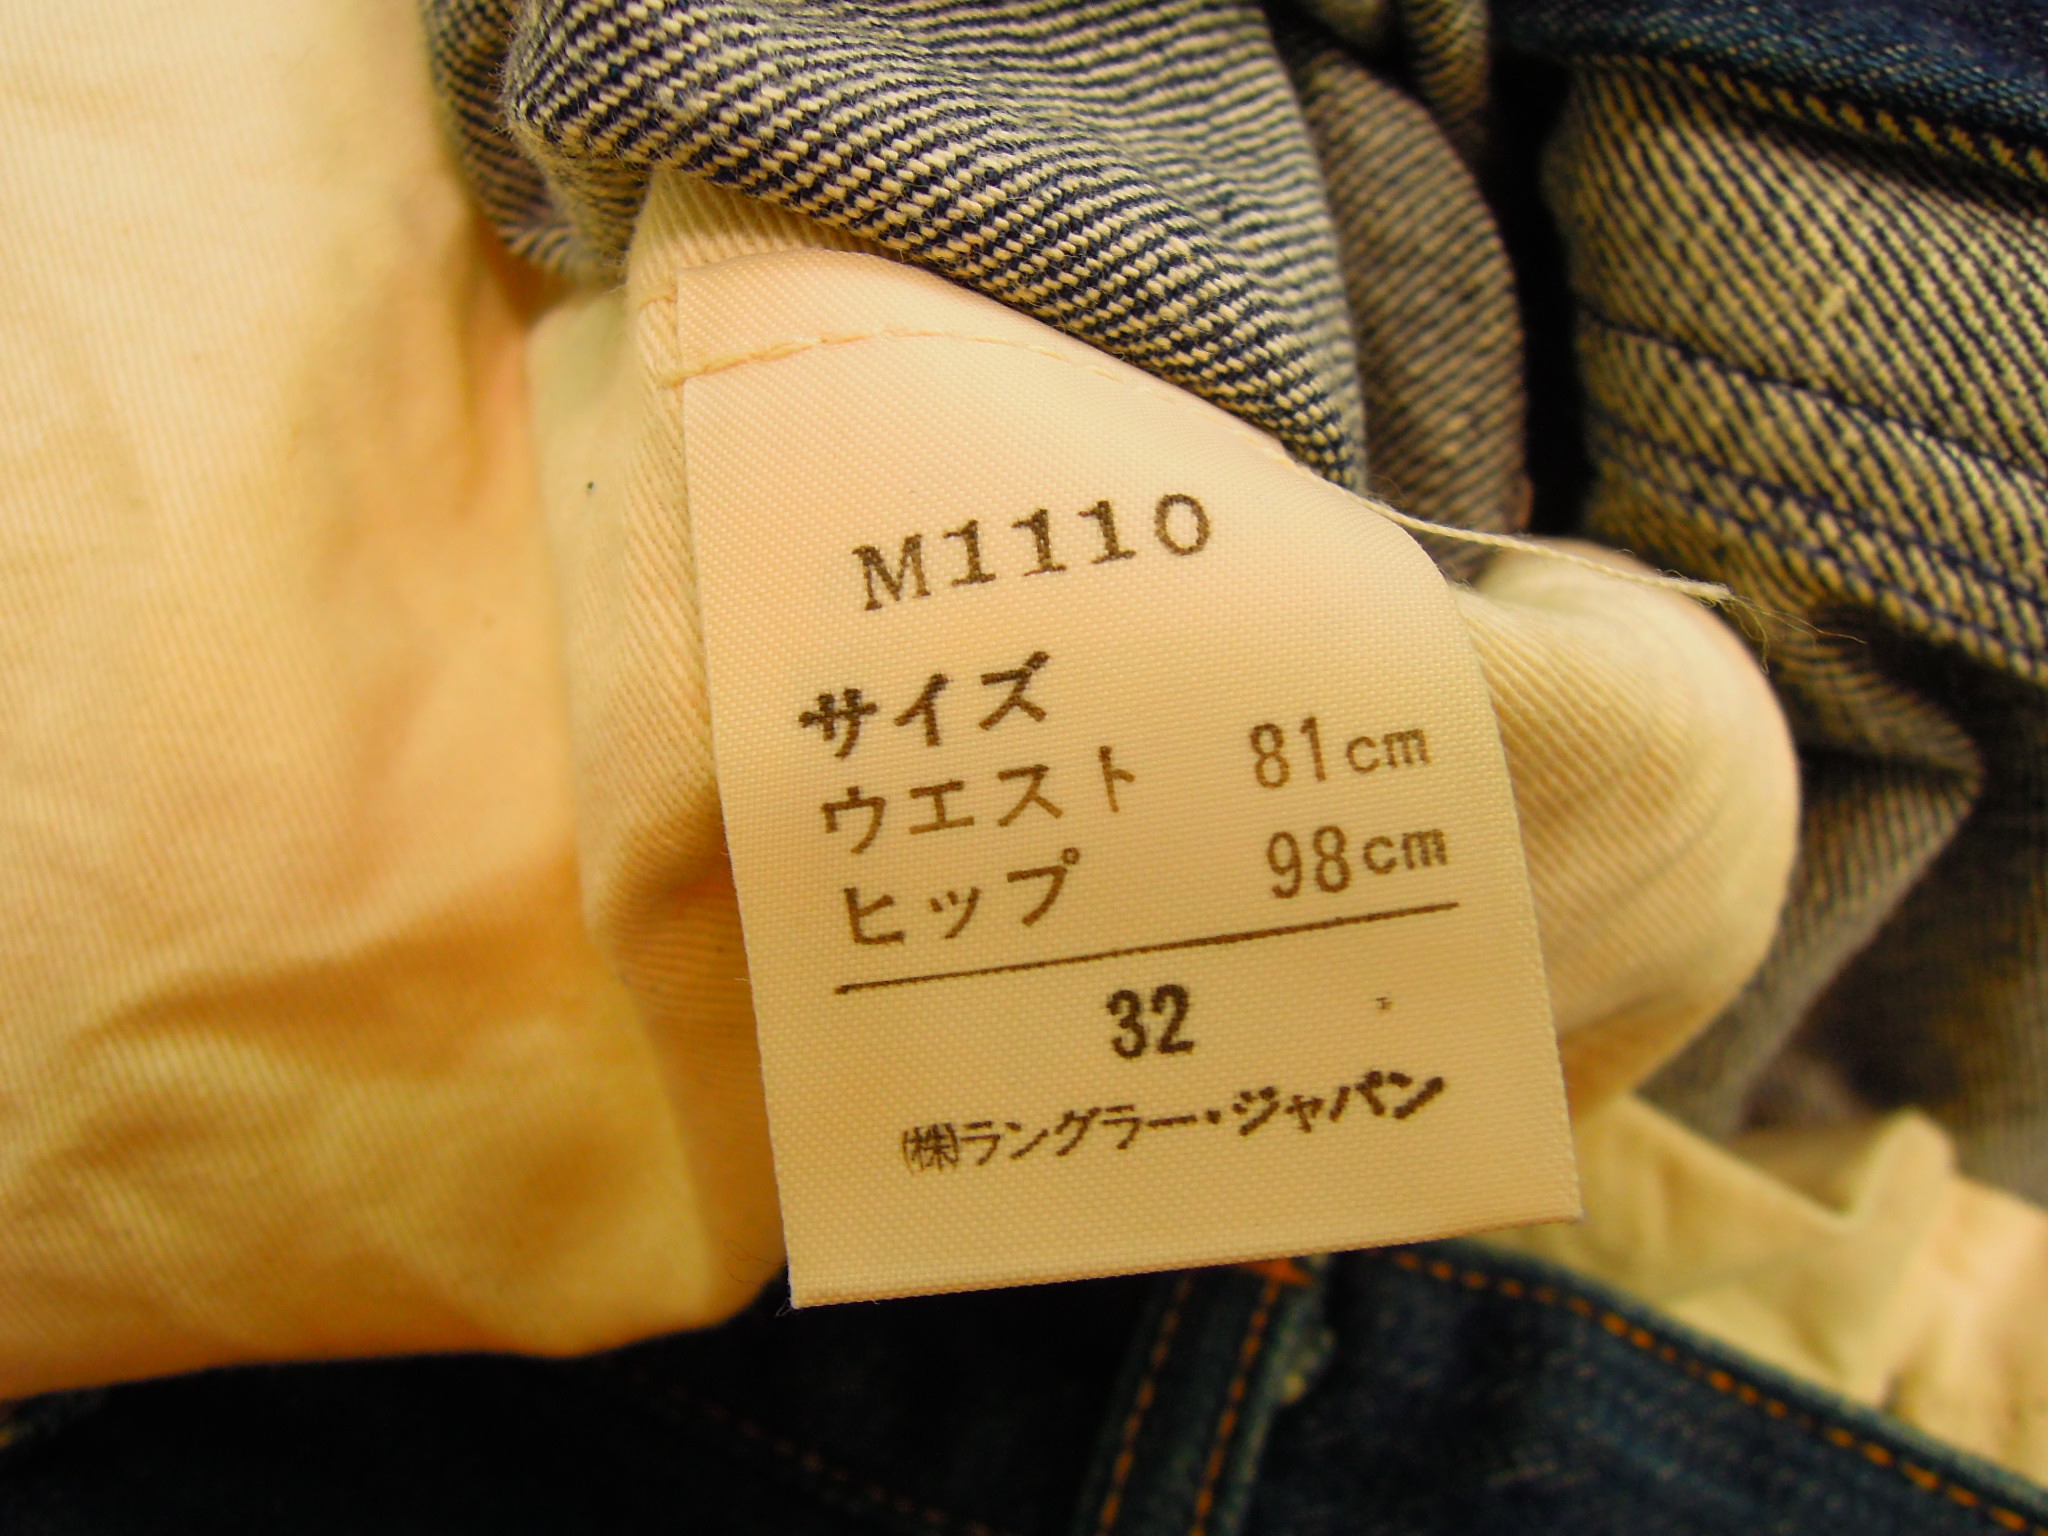 M1110
サイズ
ウエスト 81cm
ヒップ 98cm
32
㈱ラングラー・ジャパン